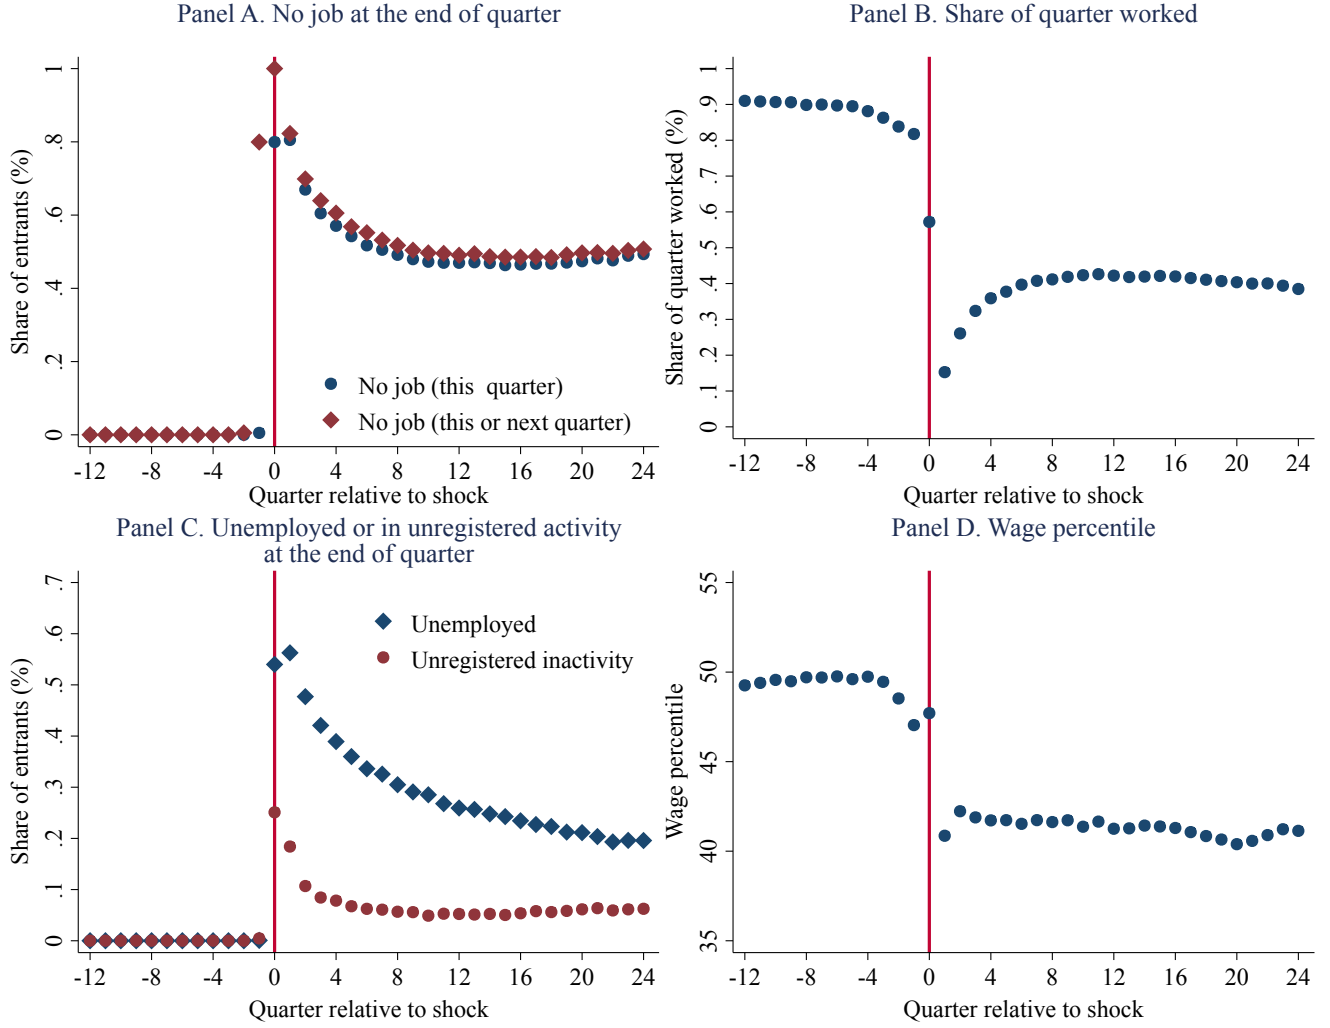 Panel A. No job at the end of quarter
Share of entrants (%)
1
.8
.6
.4
.2
0
No job (this  quarter)
No job (this or next quarter)
-12 -8 -4 0 4 8 12 16 20 24
Quarter relative to shock
Panel B. Share of quarter worked
Share of quarter worked (%)
1
.9
.8
.7
.6
.5
.4
.3
.2
.1
0
-12 -8 -4 0 4 8 12 16 20 24
Quarter relative to shock
Panel C. Unemployed or in unregistered activity
at the end of quarter
Share of entrants (%)
.7
.6
.5
.4
.3
.2
.1
0
Unemployed
Unregistered inactivity
-12 -8 -4 0 4 8 12 16 20 24
Quarter relative to shock
Panel D. Wage percentile
Wage percentile
55
50
45
40
35
-12 -8 -4 0 4 8 12 16 20 24
Quarter relative to shock